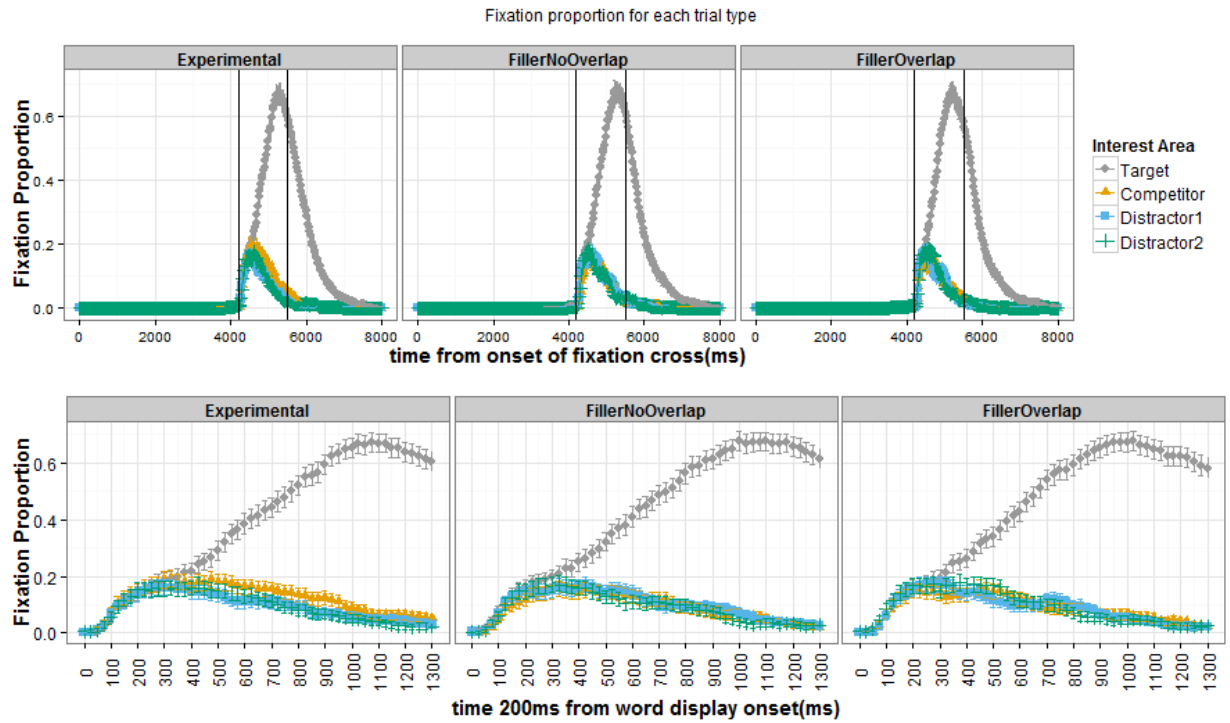 Fixation proportion for each trial type
Experimental FillerNoOverlap FillerOverlap
Fixation Proportion
0.6
0.4
0.2
0.0
0 2000 4000 6000 8000 0 2000 4000 6000 8000 0 2000 4000 6000 8000
time from onset of fixation cross(ms)
Interest Area
Target
Competitor
Distractor1
Distractor2
Experimental FillerNoOverlap FillerOverlap
Fixation Proportion
0.6
0.4
0.2
0.0
0 100 200 300 400 500 600 700 800 900 1000 1100 1200 1300 0 100 200 300 400 500 600 700 800 900 1000 1100 1200 1300 0 100 200 300 400 500 600 700 800 900 1000 1100 1200 1300
time 200ms from word display onset(ms)